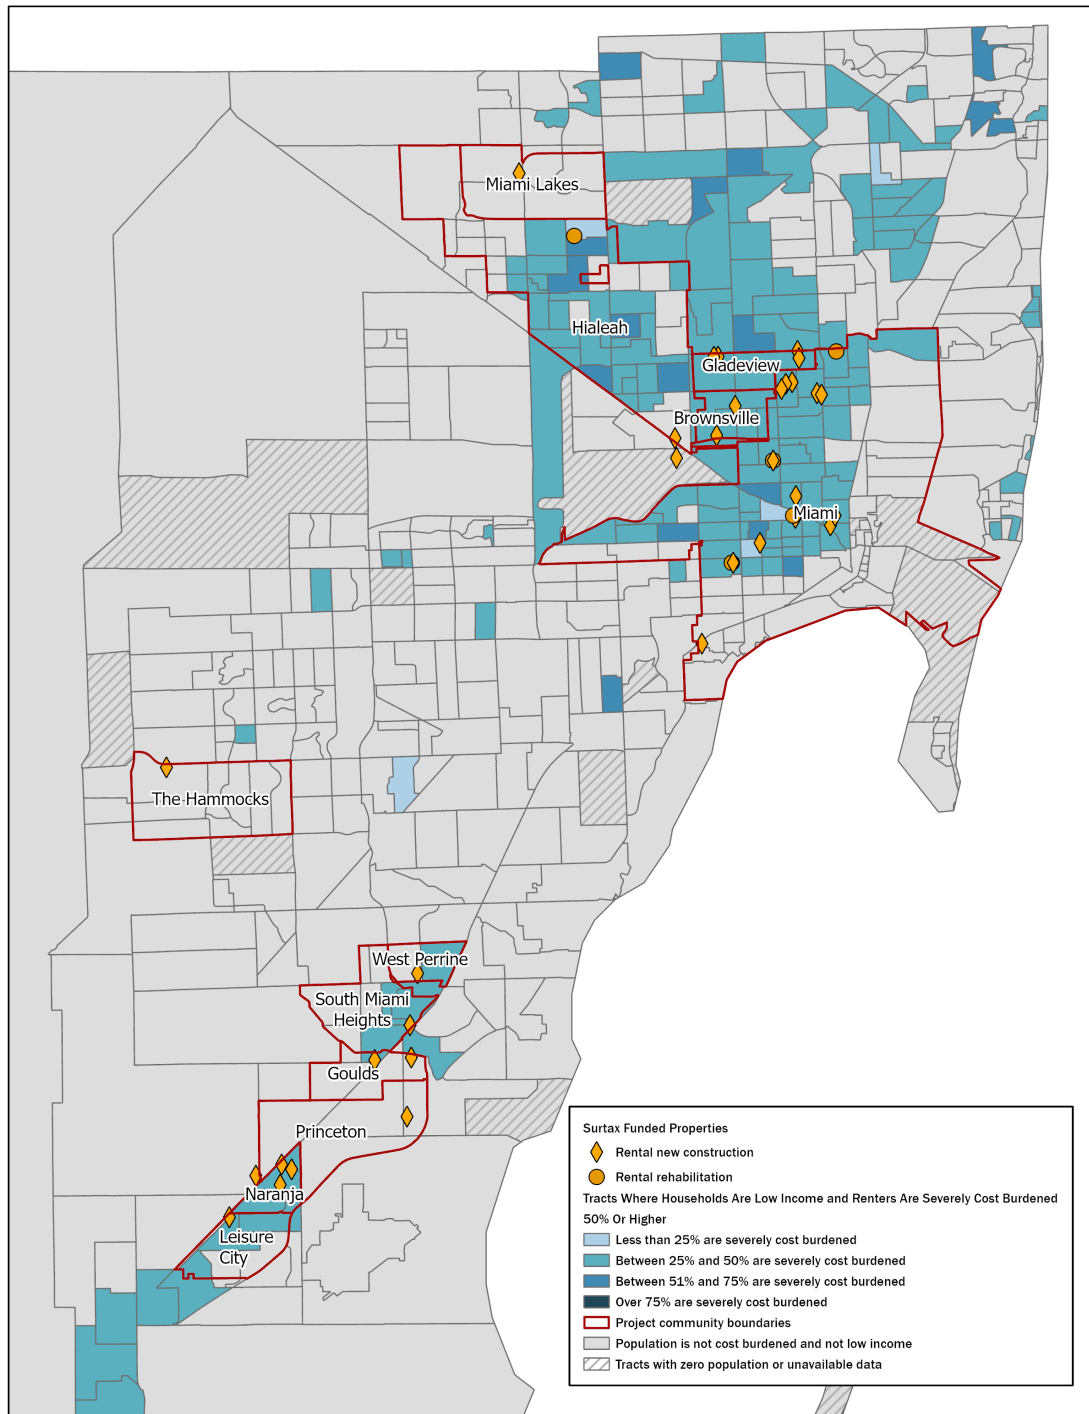 Miami Lakes
Hialeah
Gladeview
Brownsville
Miami
The Hammocks
West Perrine
South Miami
Heights
Goulds
Princeton
Naranja
Leisure
City
Surtax Funded Properties
Rental new construction
Rental rehabilitation
Tracts Where Households Are Low Income and Renters Are Severely Cost Burdened
50% Or Higher
Less than 25% are severely cost burdened
Between 25% and 50% are severely cost burdened
Between 51% and 75% are severely cost burdened
Over 75% are severely cost burdened
Project community boundaries
Population is not cost burdened and not low income
Tracts with zero population or unavailable data